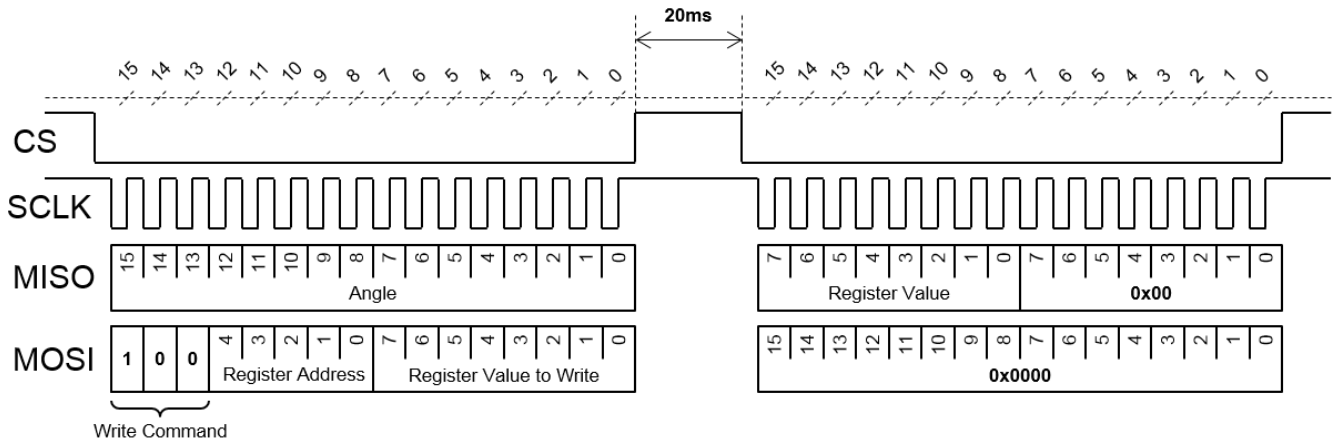 20ms
15 14 13 12 11 10 9 8 7 6 5 4 3 2 1 0 15 14 13 12 11 10 9 8 7 6 5 4 3 2 1 0
CS
SCLK
MISO 15 14 13 12 11 10 9 8 7 6 5 4 3 2 1 0 7 6 5 4 3 2 1 0 7 6 5 4 3 2 1 0
Angle Register Value 0x00
MOSI 1 0 0 4 3 2 1 0 7 6 5 4 3 2 1 0 15 14 13 12 11 10 9 8 7 6 5 4 3 2 1 0
Register Address Register Value to Write 0x0000
Write Command